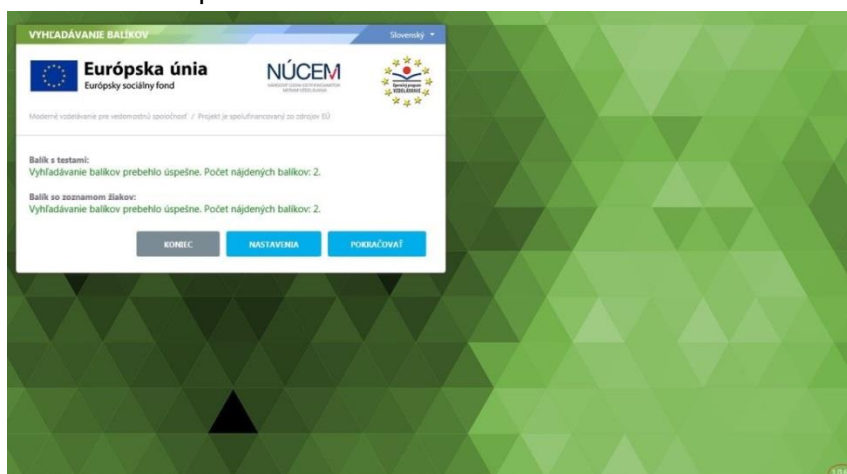 VYHĽADÁVANIE BALÍKOV
Slovenský
Európska únia
Európsky sociálny fond
NÚCEM
Moderné vzdelávanie pre vedomostnú spoločnosť / Projekt je spolufinancovaný zo zdrojov EÚ
Balík s testami:
Vyhľadávanie balíkov prebehlo úspešne. Počet nájdených balíkov: 2.
Balík so zoznamom žiakov:
Vyhľadávanie balíkov prebehlo úspešne. Počet nájdených balíkov: 2.
KONIEC
NASTAVENIA
POKRAČOVAŤ